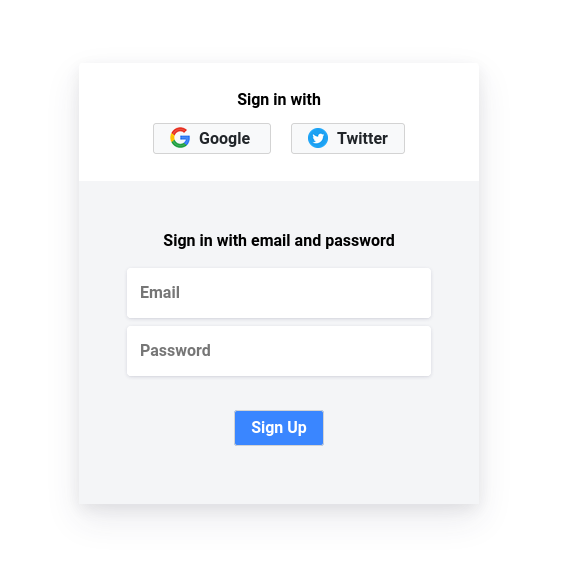 Sign in with
Google Twitter
Sign in with email and password
Email
Password
Sign Up